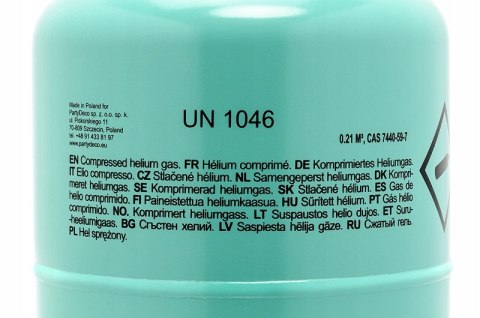 Made in Poland for
PartyDeco sp. z. o.o. sp. k.
ul. Piskorskiego 11
70-809 Szczecin, Poland
tel. +48 91 433 81 97
www.partydeco.pl
UN 1046
0.21 M³, CAS 7440-59-7
EN Compressed helium gas. FR Hélium comprimé. DE Komprimiertes Heliumgas.
IT Elio compresso. CZ Stlačené hélium. NL Samengeperst heliumgas. DK Kompri-
meret heliumgas. SE Komprimerad heliumgas. SK Stlačené hélium. ES Gas de
helio comprimido. FI Paineistettua heliumkaasua. HU Sűrített hélium. PT Gás hélio
comprimido. NO. Komprimert heliumgass. LT Suspaustos helio dujos. ET Suru-
-heeliumigaas. BG Сгъстен хелий. LV Saspiesta hēlija gāze. RU Сжатый гель.
PL Hel sprężony.